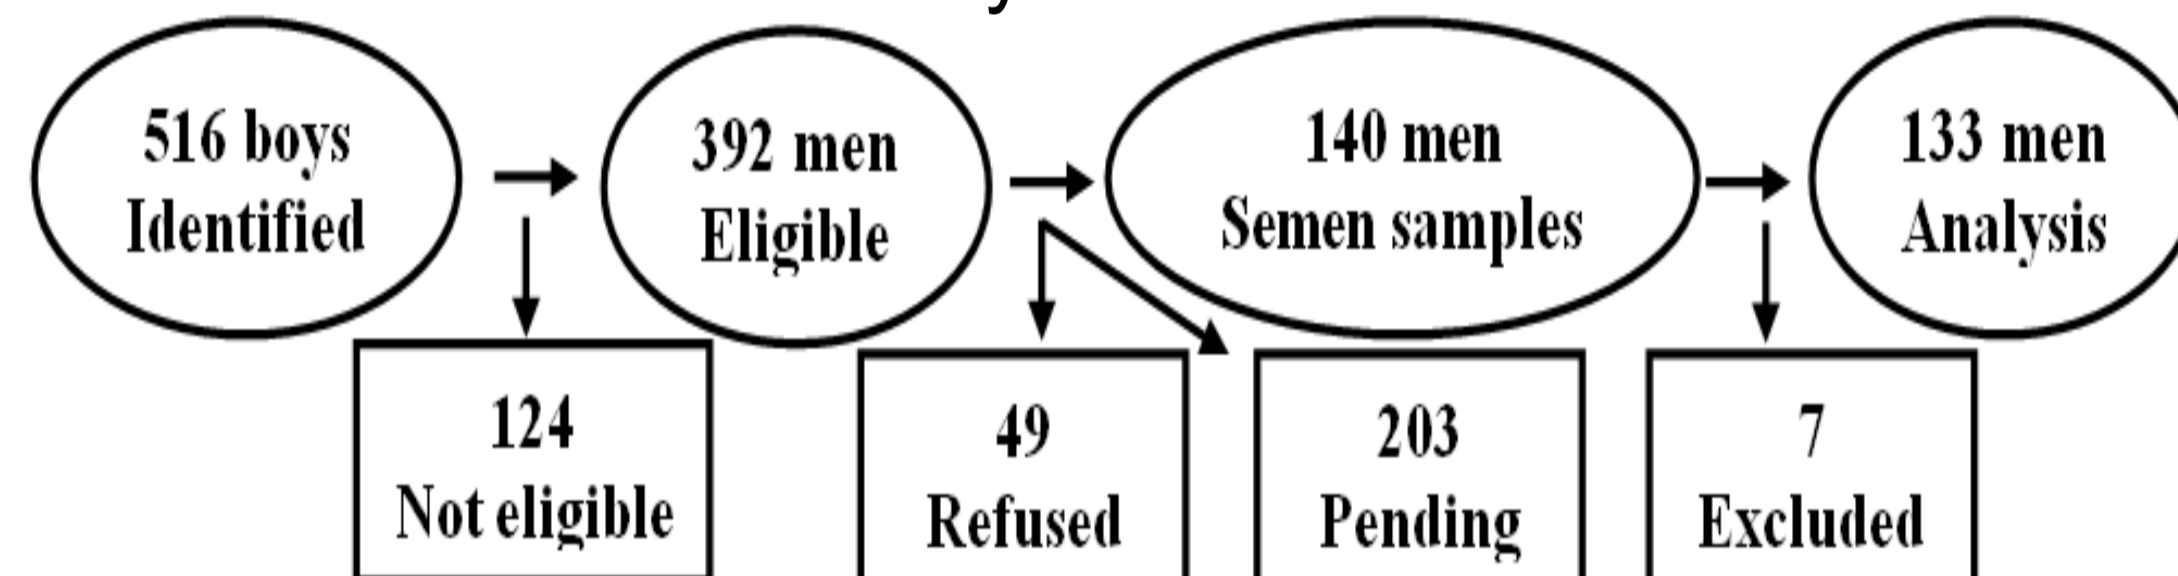 516 boys
Identified
392 men
Eligible
140 men
Semen samples
133 men
Analysis
124
Not eligible
49
Refused
203
Pending
7
Excluded